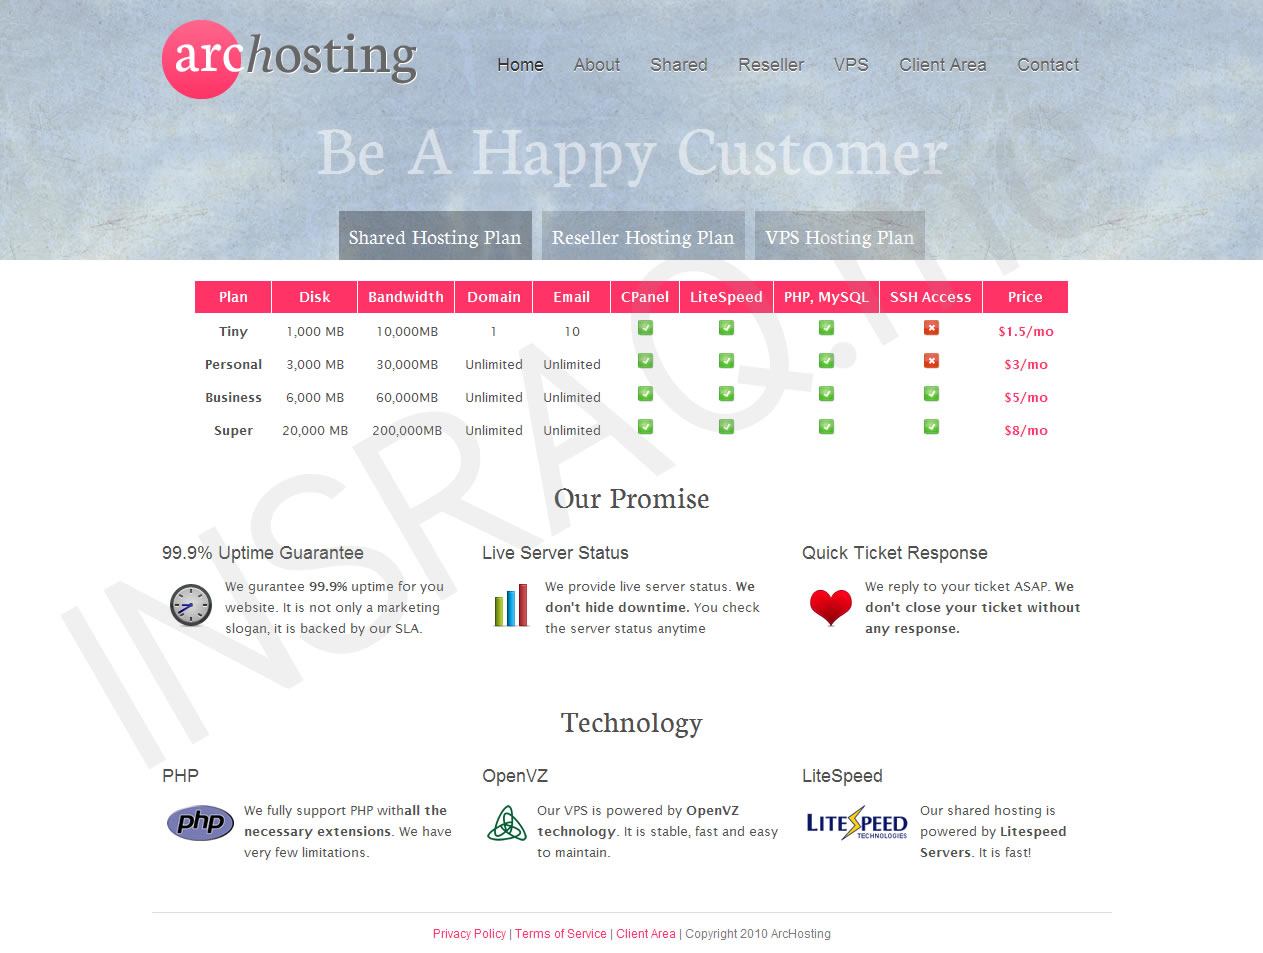 archosting
Home About Shared Reseller VPS Client Area Contact
Be A Happy Customer
Shared Hosting Plan Reseller Hosting Plan VPS Hosting Plan
Plan Disk Bandwidth Domain Email CPanel LiteSpeed PHP, MySQL SSH Access Price
Tiny 1,000 MB 10,000MB 1 10 $1.5/mo
Personal 3,000 MB 30,000MB Unlimited Unlimited $3/mo
Business 6,000 MB 60,000MB Unlimited Unlimited $5/mo
Super 20,000 MB 200,000MB Unlimited Unlimited $8/mo
INSRAQ.me
Our Promise
99.9% Uptime Guarantee
We gurantee 99.9% uptime for you
website. It is not only a marketing
slogan, it is backed by our SLA.
Live Server Status
We provide live server status. We
don't hide downtime. You check
the server status anytime
Quick Ticket Response
We reply to your ticket ASAP. We
don't close your ticket without
any response.
Technology
PHP
php
We fully support PHP withall the
necessary extensions. We have
very few limitations.
OpenVZ
Our VPS is powered by OpenVZ
technology. It is stable, fast and easy
to maintain.
LiteSpeed
LITESPEED
TECHNOLOGIES
Our shared hosting is
powered by Litespeed
Servers. It is fast!
Privacy Policy | Terms of Service | Client Area | Copyright 2010 ArcHosting